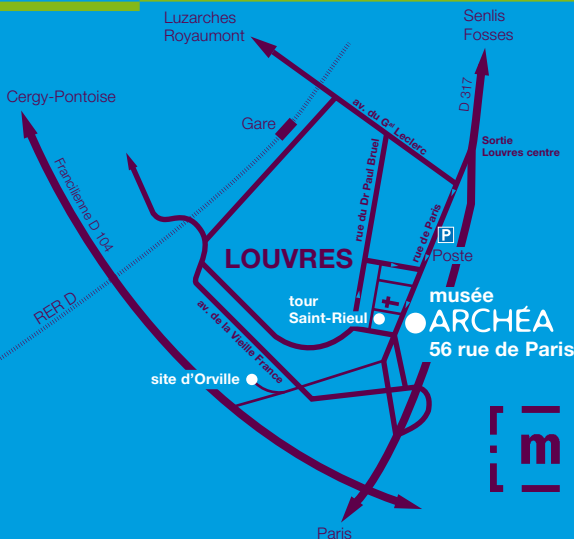 Luzarches
Royaumont
Senlis
Fosses
Cergy-Pontoise
D 317
Gare
av. du Gal Leclerc
Sortie
Louvres centre
Francilienne D 104
rue du Dr Paul Bruel
rue de Paris
P
Poste
LOUVRES
RER D
tour
Saint-Rieul
musée
ARCHÉA
56 rue de Paris
av. de la Vieille France
site d'Orville
m
Paris